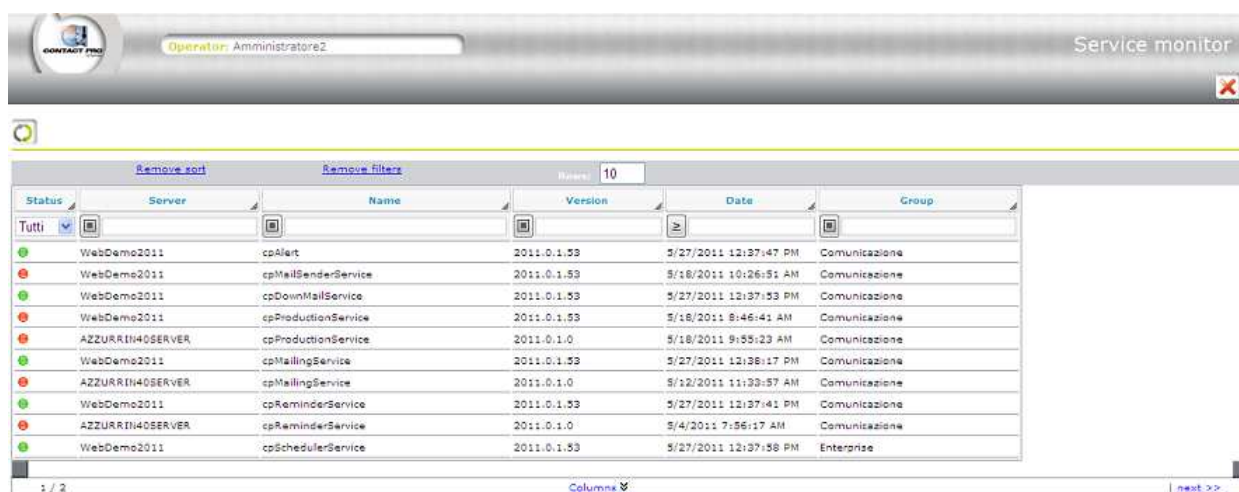 CONTACT PRO
Operator: Amministratore2
Service monitor
Remove sort Remove filters Rows: 10
Status Server Name Version Date Group
Tutti ≥
WebDemo2011 cpAlert 2011.0.1.53 5/27/2011 12:37:47 PM Comunicazione
WebDemo2011 cpMailSenderService 2011.0.1.53 5/18/2011 10:26:51 AM Comunicazione
WebDemo2011 cpDownMailService 2011.0.1.53 5/27/2011 12:37:53 PM Comunicazione
WebDemo2011 cpProductionService 2011.0.1.53 5/18/2011 8:46:41 AM Comunicazione
AZZURRIN40SERVER cpProductionService 2011.0.1.0 5/18/2011 9:55:23 AM Comunicazione
WebDemo2011 cpMailingService 2011.0.1.53 5/27/2011 12:38:17 PM Comunicazione
AZZURRIN40SERVER cpMailingService 2011.0.1.0 5/12/2011 11:33:57 AM Comunicazione
WebDemo2011 cpReminderService 2011.0.1.53 5/27/2011 12:37:41 PM Comunicazione
AZZURRIN40SERVER cpReminderService 2011.0.1.0 5/4/2011 7:56:17 AM Comunicazione
WebDemo2011 cpSchedulerService 2011.0.1.53 5/27/2011 12:37:58 PM Enterprise
1 / 2 Columns | next >>